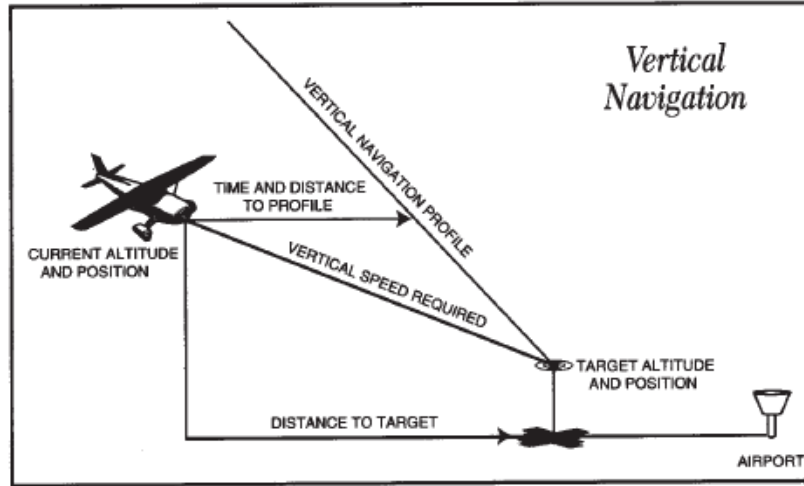 Vertical
Navigation
VERTICAL NAVIGATION PROFILE
TIME AND DISTANCE
TO PROFILE
CURRENT ALTITUDE
AND POSITION
VERTICAL SPEED REQUIRED
TARGET ALTITUDE
AND POSITION
DISTANCE TO TARGET
AIRPORT